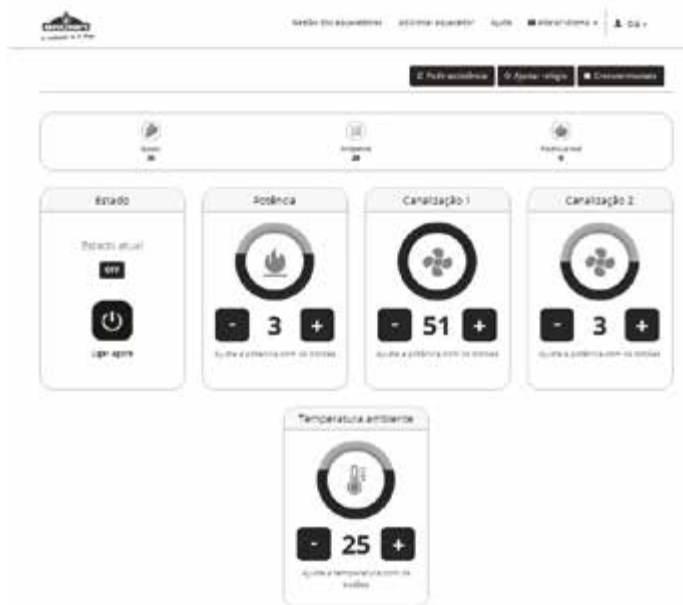 Gestão dos aquecedores
Adicionar aquecedor
Ajuda
Alterar idioma
Olá
Pedir assistência
Ajustar relógio
Estado
Potência
Canalização 1
Canalização 2
Estado atual
OFF
Ligar agora
- 3 +
Ajuste a potência com os botões
- 51 +
Ajuste a potência com os botões
- 3 +
Ajuste a potência com os botões
Temperatura ambiente
- 25 +
Ajuste a temperatura com os
botões